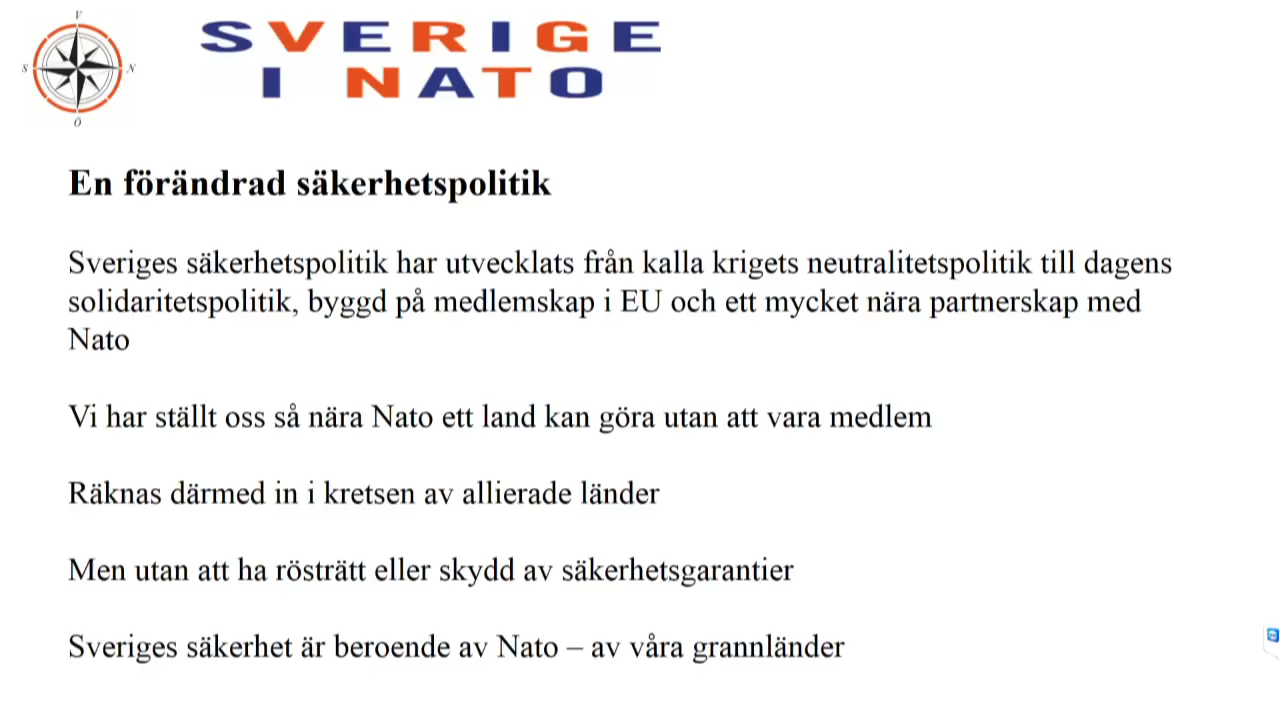 V
S
N
Ö
SVERIGE
I NATO
En förändrad säkerhetspolitik
Sveriges säkerhetspolitik har utvecklats från kalla krigets neutralitetspolitik till dagens
solidaritetspolitik, byggd på medlemskap i EU och ett mycket nära partnerskap med
Nato
Vi har ställt oss så nära Nato ett land kan göra utan att vara medlem
Räknas därmed in i kretsen av allierade länder
Men utan att ha rösträtt eller skydd av säkerhetsgarantier
Sveriges säkerhet är beroende av Nato – av våra grannländer